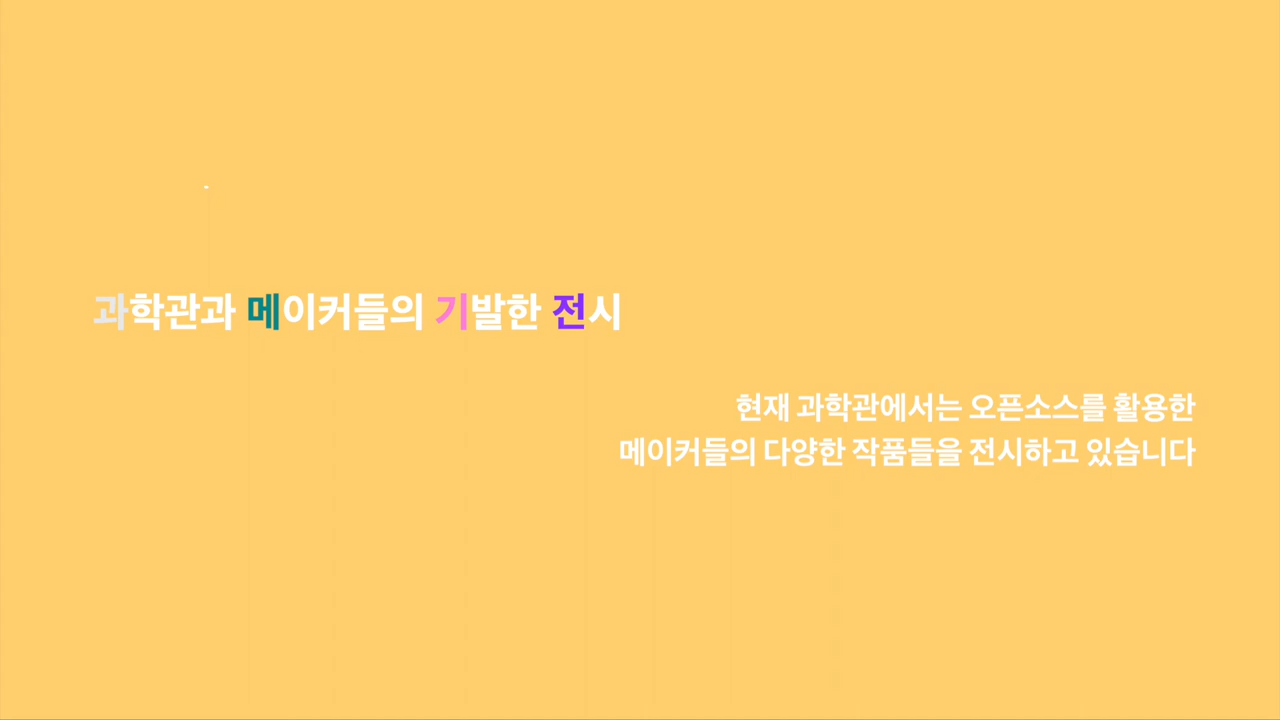 과학관과 메이커들의 기발한 전시
현재 과학관에서는 오픈소스를 활용한
메이커들의 다양한 작품들을 전시하고 있습니다